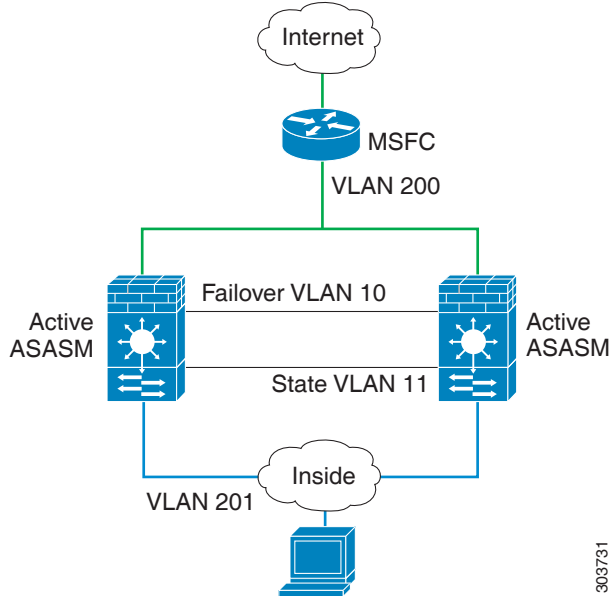 Internet
MSFC
VLAN 200
Failover VLAN 10
Active
ASASM
Active
ASASM
State VLAN 11
Inside
VLAN 201
303731